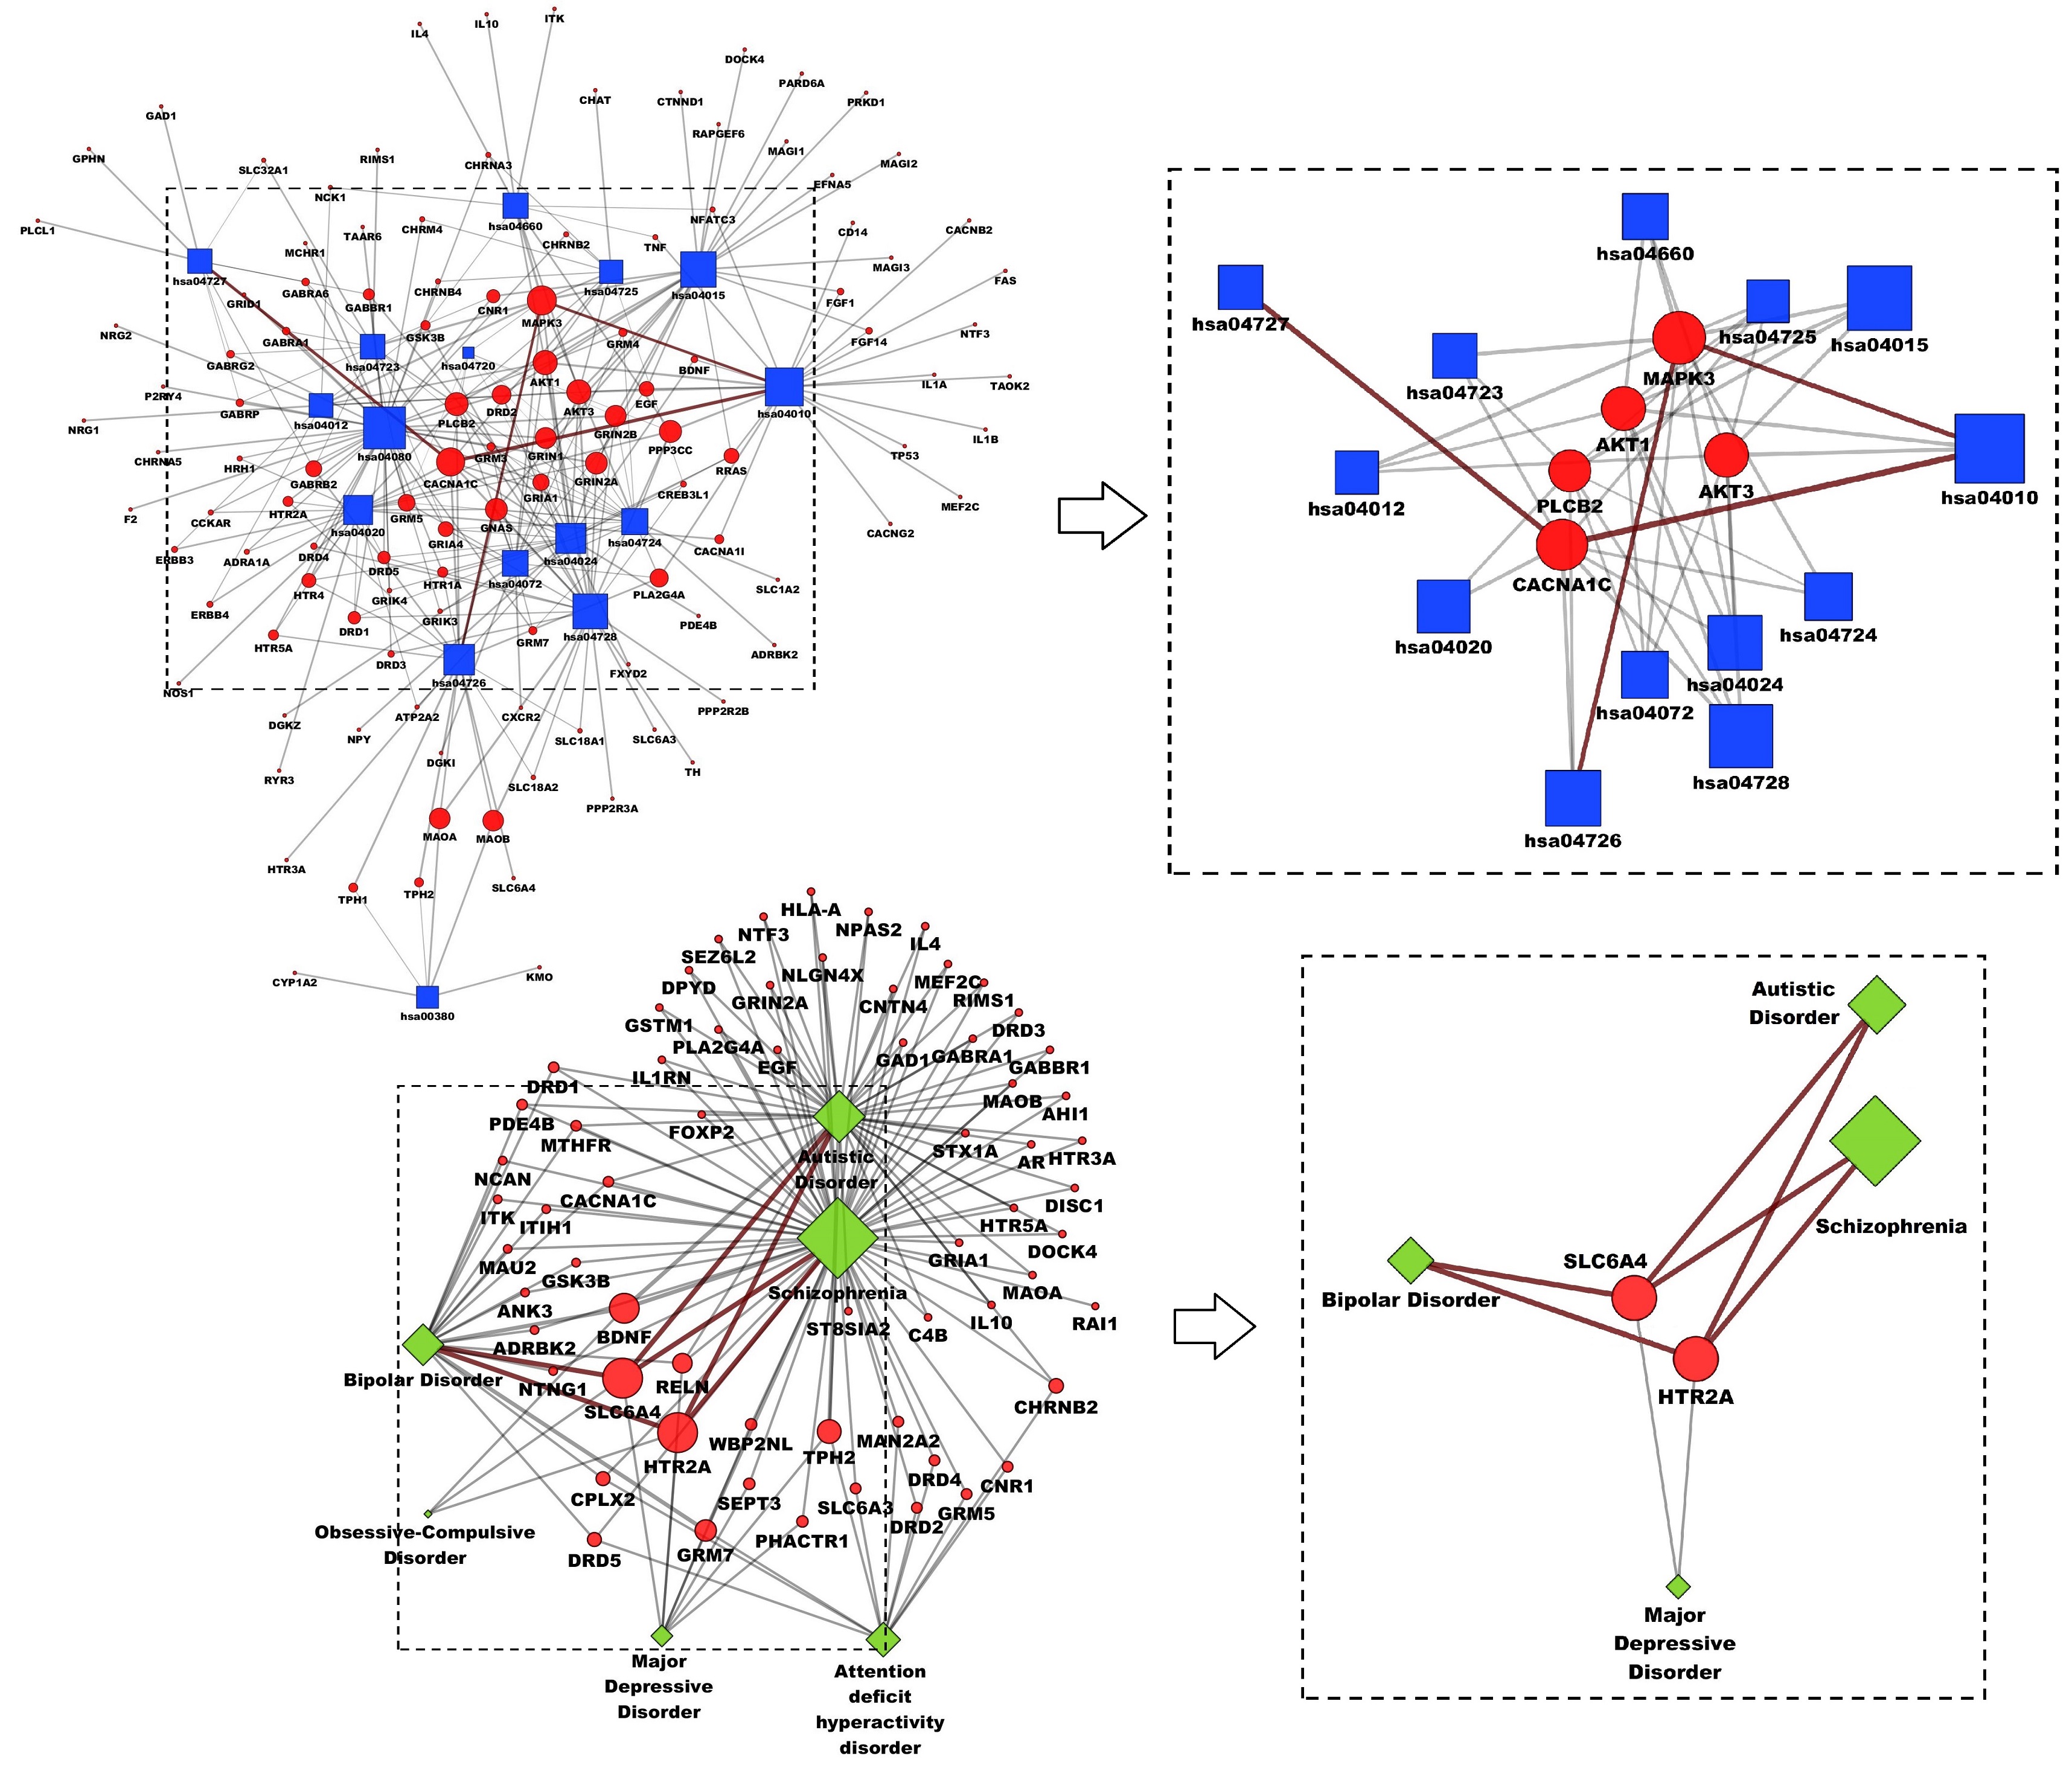 IL4
IL10
ITK
DOCK4
PARD6A
CHAT
CTNND1
PRKD1
GAD1
RAPGEF6
MAGI1
GPHN
SLC32A1
RIMS1
CHRNA3
MAGI2
EFNA5
NCK1
hsa04660
NFATC3
PLCL1
TAAR6
CHRM4
CHRNB2
TNF
CD14
CACNB2
MCHR1
hsa04727
GRID1
GABRA6
GABBR1
CHRNB4
CNR1
hsa04725
hsa04015
MAGI3
FAS
FGF1
NRG2
GABRA1
GSK3B
MAPK3
GRM4
FGF14
NTF3
GABRG2
hsa04723
hsa04720
AKT1
BDNF
P2RY4
GABRP
hsa04012
PLCB2
DRD2
AKT3
EGF
hsa04010
IL1A
TAOK2
NRG1
GRIN2B
IL1B
CHRNA5
HRH1
hsa04080
CACNA1C
GRM3
GRIN1
PPP3CC
TP53
GABRB2
GRIN2A
RRAS
GRIA1
CREB3L1
F2
CCKAR
HTR2A
hsa04020
GRM5
GNAS
MEF2C
ERBB3
ADRA1A
DRD4
GRIA4
hsa04724
CACNA1I
CACNG2
DRD5
hsa04024
HTR4
GRIK4
HTR1A
hsa04072
PLA2G4A
SLC1A2
ERBB4
DRD1
GRIK3
hsa04728
PDE4B
HTR5A
DRD3
GRM7
ADRBK2
NOS1
hsa04726
FXYD2
DGKZ
NPY
ATP2A2
CXCR2
SLC18A1
SLC6A3
PPP2R2B
RYR3
DGKI
SLC18A2
TH
PPP2R3A
MAOA
MAOB
HTR3A
TPH1
TPH2
SLC6A4
CYP1A2
KMO
hsa00380
hsa04660
hsa04727
hsa04725
hsa04015
hsa04723
MAPK3
AKT1
AKT3
hsa04012
PLCB2
hsa04010
CACNA1C
hsa04020
hsa04724
hsa04024
hsa04072
hsa04728
hsa04726
HLA-A
NTF3
NPAS2
IL4
SEZ6L2
NLGN4X
MEF2C
DPYD
GRIN2A
CNTN4
RIMS1
GSTM1
DRD3
PLA2G4A
EGF
GAD1
GABRA1
GABBR1
IL1RN
DRD1
MAOB
AHI1
PDE4B
MTHFR
FOXP2
STX1A
AR
HTR3A
Autistic
Disorder
NCAN
CACNA1C
DISC1
ITK
ITIH1
HTR5A
DOCK4
MAU2
GSK3B
GRIA1
Schizophrenia
MAOA
ANK3
BDNF
ST8SIA2
C4B
IL10
RAI1
ADRBK2
Bipolar Disorder
NTNG1
RELN
SLC6A4
CHRNB2
WBP2NL
TPH2
MAN2A2
HTR2A
CPLX2
SEPT3
SLC6A3
DRD4
CNR1
GRM5
DRD2
Obsessive-Compulsive
Disorder
DRD5
GRM7
PHACTR1
Major
Depressive
Disorder
Attention
deficit
hyperactivity
disorder
Autistic
Disorder
Schizophrenia
SLC6A4
Bipolar Disorder
HTR2A
Major
Depressive
Disorder